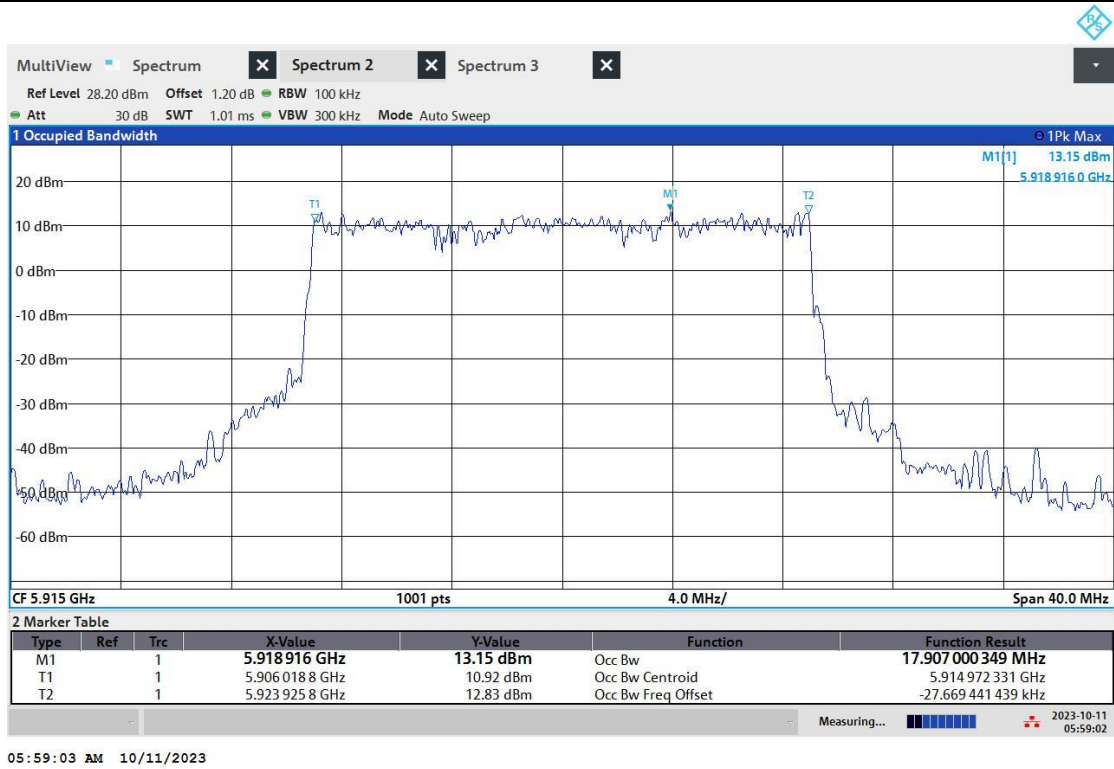 R&S
MultiView Spectrum Spectrum 2 Spectrum 3
Ref Level 28.20 dBm Offset 1.20 dB RBW 100 kHz
Att 30 dB SWT 1.01 ms VBW 300 kHz Mode Auto Sweep
1 Occupied Bandwidth 1Pk Max
M1[1] 13.15 dBm
5.918 916 0 GHz
20 dBm
M1
T2
T1
10 dBm
0 dBm
-10 dBm
-20 dBm
-30 dBm
-40 dBm
-50 dBm
-60 dBm
CF 5.915 GHz 1001 pts 4.0 MHz/ Span 40.0 MHz
2 Marker Table
Type Ref Trc X-Value Y-Value Function Function Result
M1 1 5.918 916 GHz 13.15 dBm Occ Bw 17.907 000 349 MHz
T1 1 5.906 018 8 GHz 10.92 dBm Occ Bw Centroid 5.914 972 331 GHz
T2 1 5.923 925 8 GHz 12.83 dBm Occ Bw Freq Offset -27.669 441 439 kHz
Measuring... 2023-10-11
05:59:02
05:59:03 AM 10/11/2023